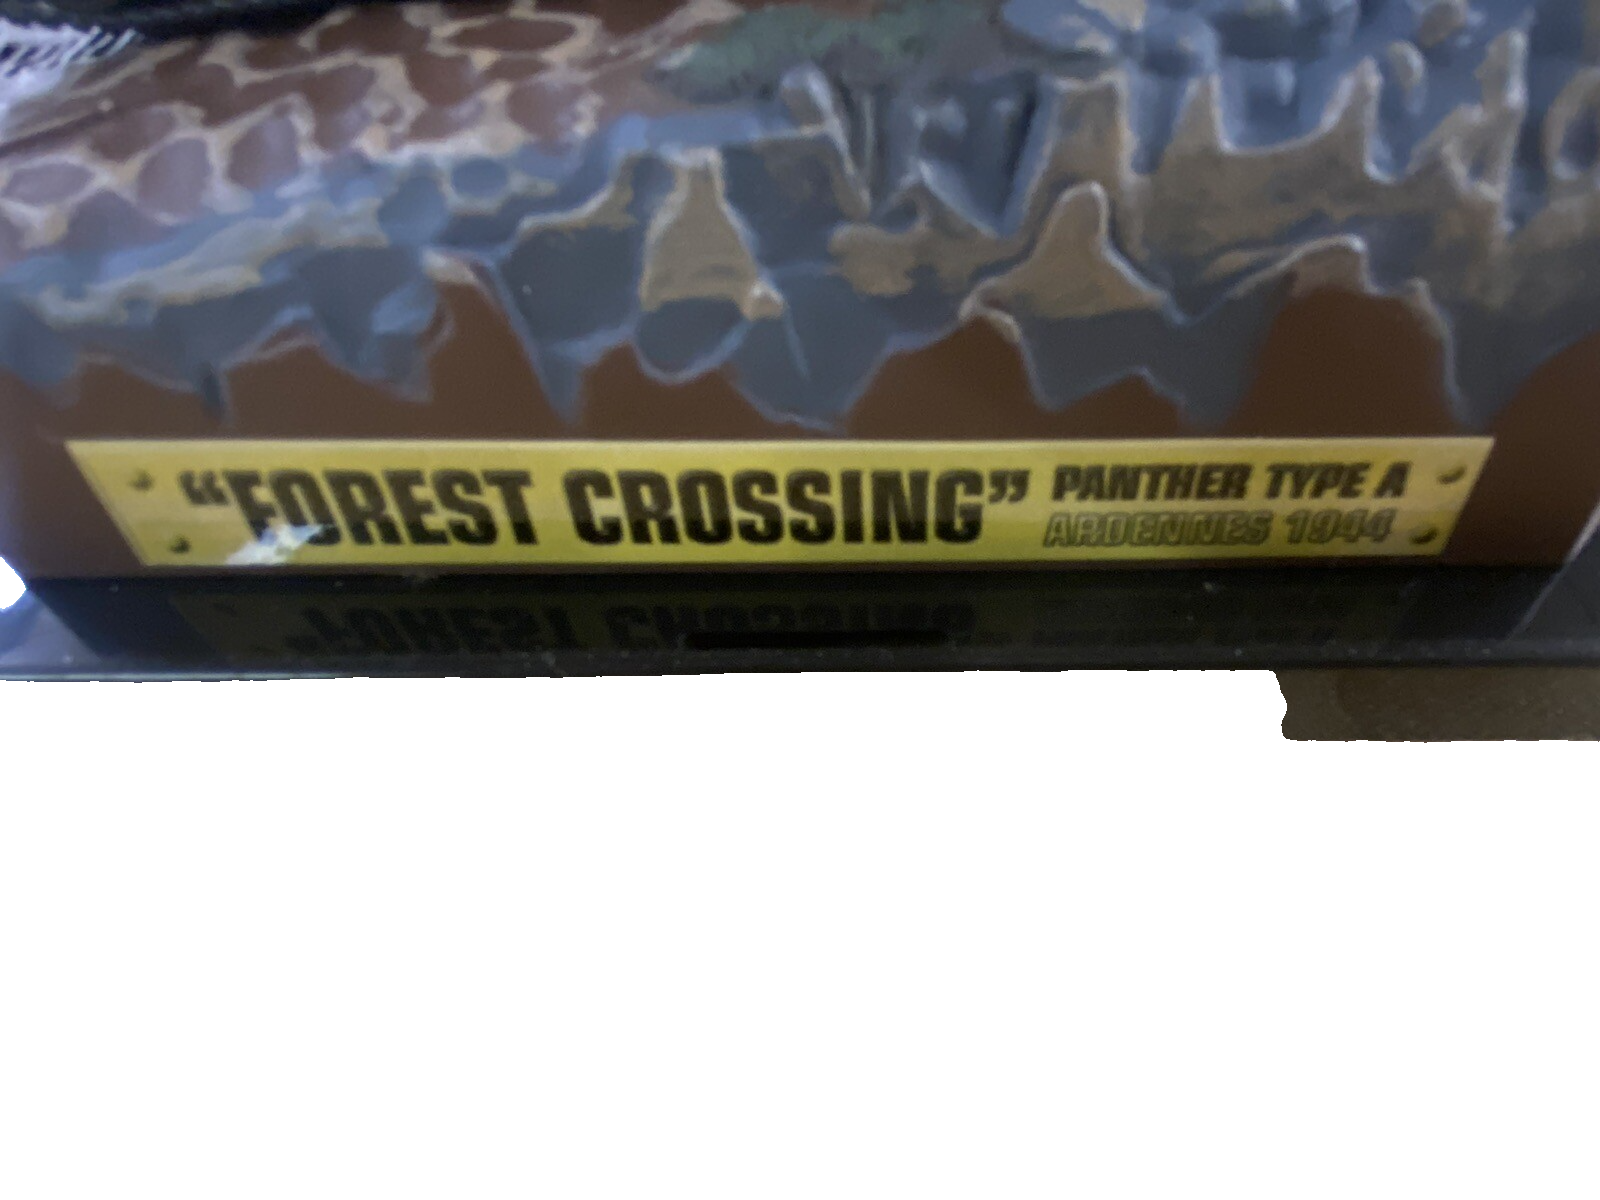 “FOREST CROSSING”
PANTHER TYPE A
ARDENNES 1944